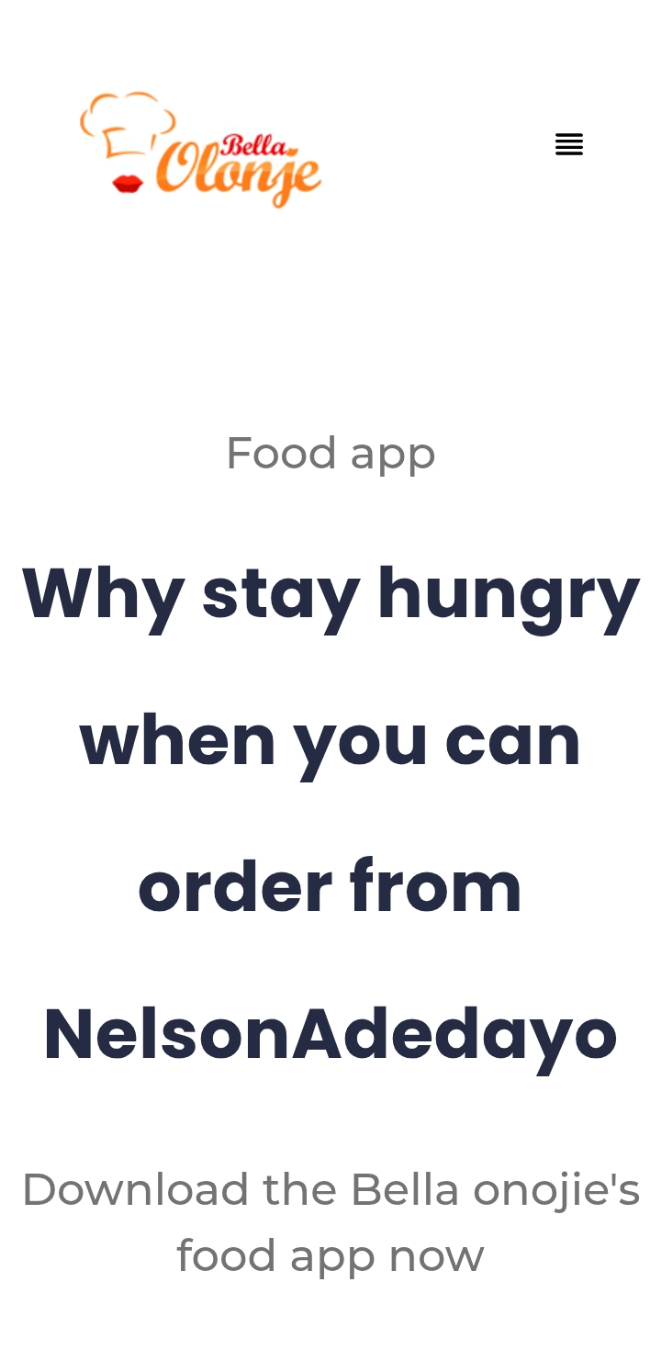 Bella
Olonje
Food app
Why stay hungry
when you can
order from
NelsonAdedayo
Download the Bella onojie's
food app now